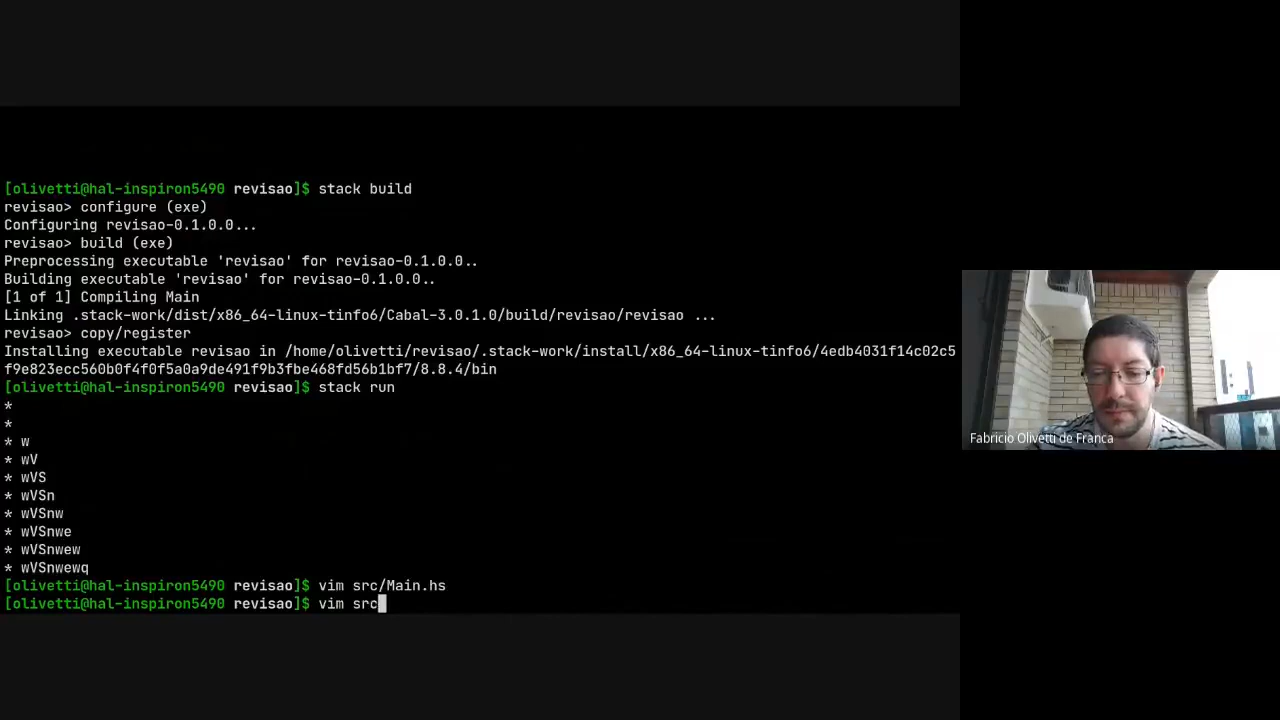 [olivetti@hal-inspiron5490 revisao]$ stack build
revisao> configure (exe)
Configuring revisao-0.1.0.0...
revisao> build (exe)
Preprocessing executable 'revisao' for revisao-0.1.0.0..
Building executable 'revisao' for revisao-0.1.0.0..
[1 of 1] Compiling Main
Linking .stack-work/dist/x86_64-linux-tinfo6/Cabal-3.0.1.0/build/revisao/revisao ...
revisao> copy/register
Installing executable revisao in /home/olivetti/revisao/.stack-work/install/x86_64-linux-tinfo6/4edb4031f14c02c5
f9e823ecc560b0f4f0f5a0a9de491f9b3fbe468fd56b1bf7/8.8.4/bin
[olivetti@hal-inspiron5490 revisao]$ stack run
*
*
* w
* wV
* wVS
* wVSn
* wVSnw
* wVSnwe
* wVSnwew
* wVSnwewq
[olivetti@hal-inspiron5490 revisao]$ vim src/Main.hs
[olivetti@hal-inspiron5490 revisao]$ vim src
Fabricio Olivetti de Franca